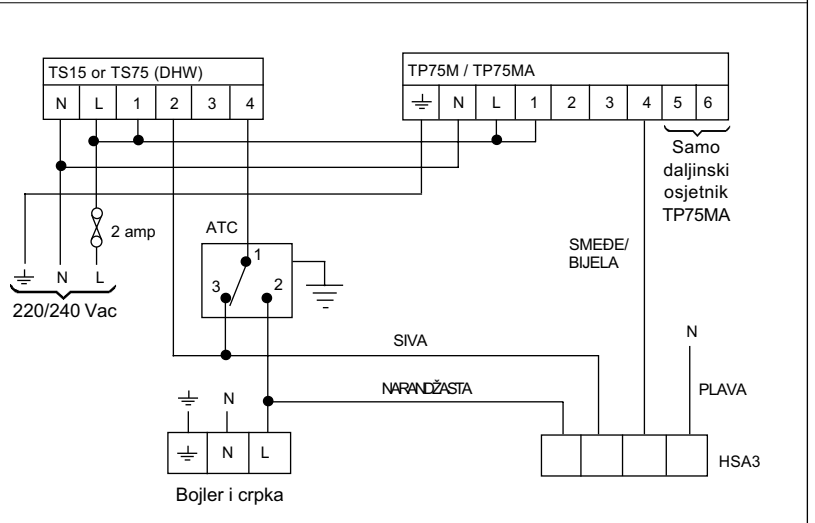 TS15 or TS75 (DHW)
N L 1 2 3 4
TP75M / TP75MA
N L 1 2 3 4 5 6
Samo
daljinski
osjetnik
TP75MA
2 amp
ATC
1
3 2
SMEĐE/
BIJELA
N L
220/240 Vac
SIVA
N
NARANDŽASTA
PLAVA
N
N L
HSA3
Bojler i crpka